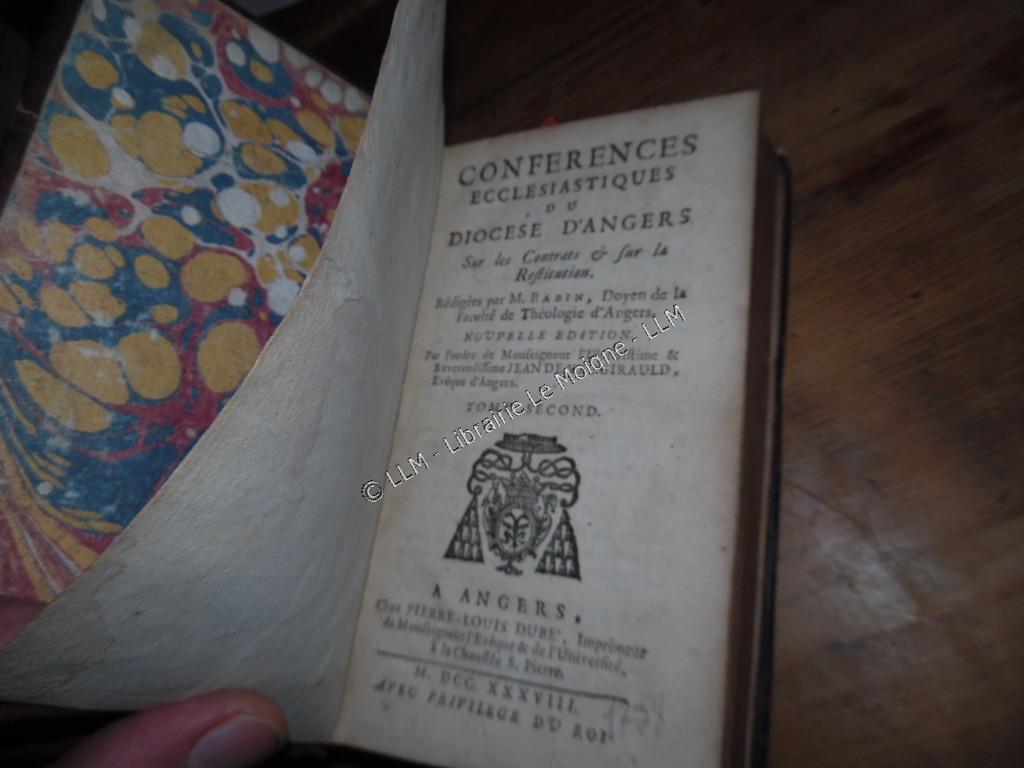 CONFERENCES
ECCLESIASTIQUES
DU
DIOCESE D'ANGERS
Sur les Contrats & sur la
Restitution.
Rédigées par M. BABIN, Doyen de la
Faculté de Théologie d'Angers,
NOUVELLE EDITION,
Par l'ordre de Monseigneur &
Reverendissime JEAN
Evêque d'Angers.
TOME SECOND.
© LLM - Librairie Le Moigne - LLM
A ANGERS,
Chez PIERRE-LOUIS DUBE', Imprimeur
de Monseigneur l'Evêque & de l'Université,
à la Chaussée S. Pierre.
M. DCC. XXXVIII.
AVEC PRIVILEGE DU ROI
1738